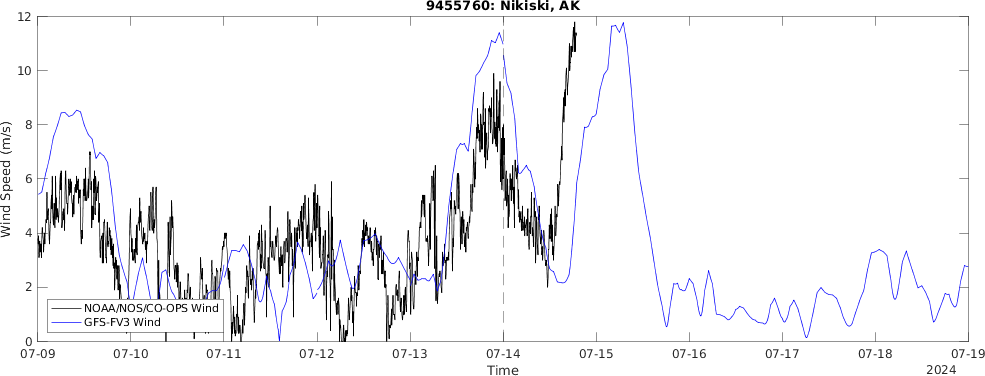 9455760: Nikiski, AK
Wind Speed (m/s)
12
10
8
6
4
2
0
NOAA/NOS/CO-OPS Wind
GFS-FV3 Wind
07-09 07-10 07-11 07-12 07-13 07-14 07-15 07-16 07-17 07-18 07-19
Time
2024